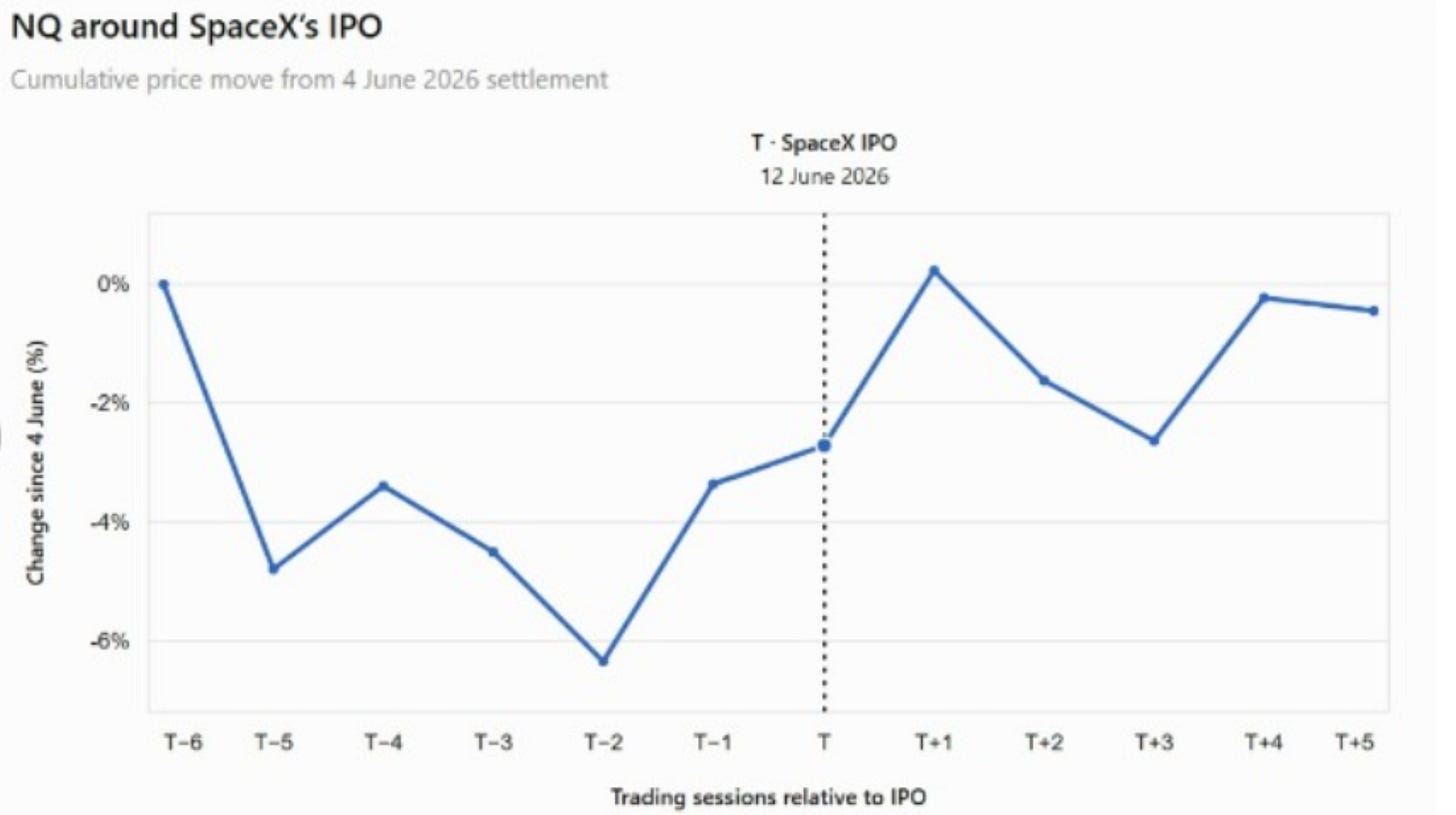 NQ around SpaceX's IPO
Cumulative price move from 4 June 2026 settlement
T · SpaceX IPO
12 June 2026
0%
-2%
-4%
-6%
Change since 4 June (%)
T−6 T−5 T−4 T−3 T−2 T−1 T T+1 T+2 T+3 T+4 T+5
Trading sessions relative to IPO